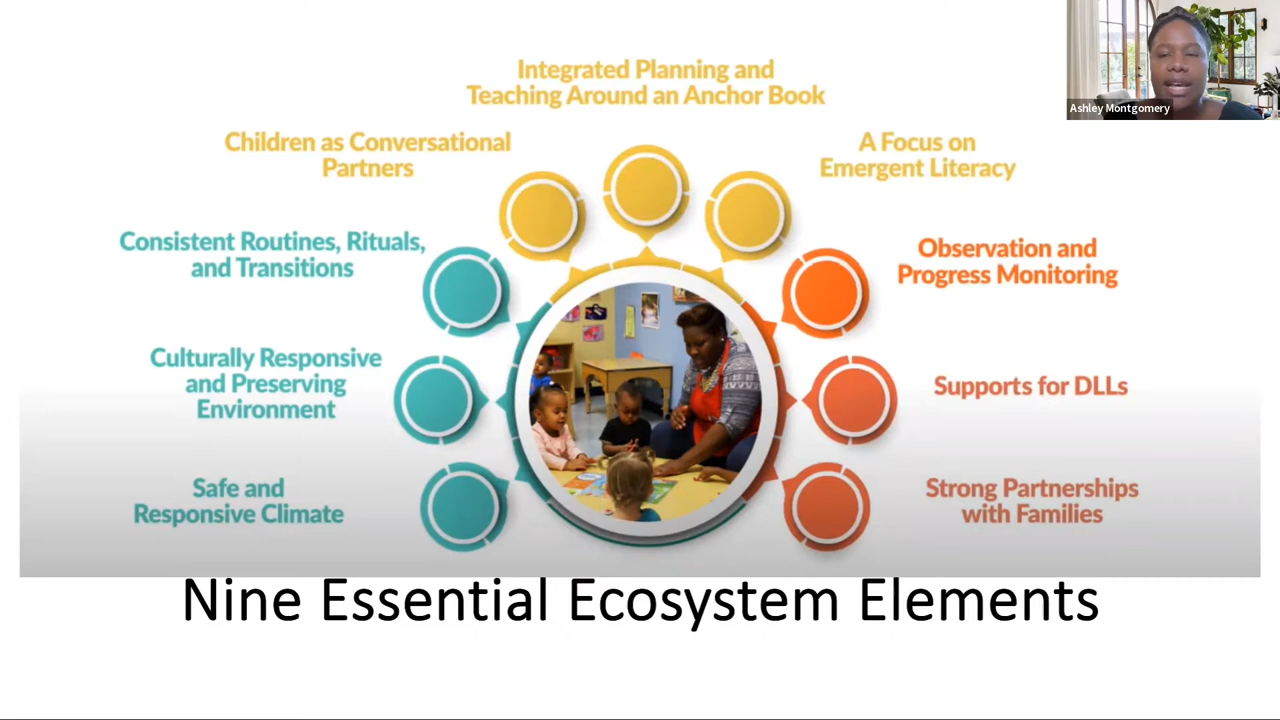 Ashley Montgomery
Integrated Planning and
Teaching Around an Anchor Book
Children as Conversational
Partners
A Focus on
Emergent Literacy
Consistent Routines, Rituals,
and Transitions
Observation and
Progress Monitoring
Culturally Responsive
and Preserving
Environment
Supports for DLLs
Safe and
Responsive Climate
Strong Partnerships
with Families
Nine Essential Ecosystem Elements